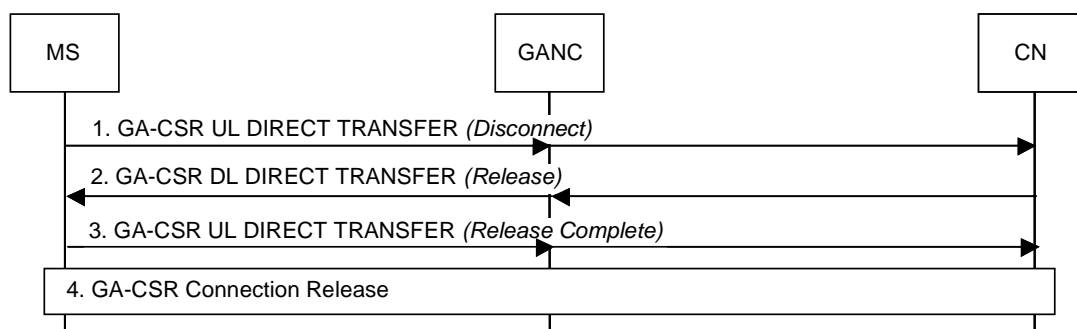 MS
GANC
CN
1. GA-CSR UL DIRECT TRANSFER (Disconnect)
2. GA-CSR DL DIRECT TRANSFER (Release)
3. GA-CSR UL DIRECT TRANSFER (Release Complete)
4. GA-CSR Connection Release